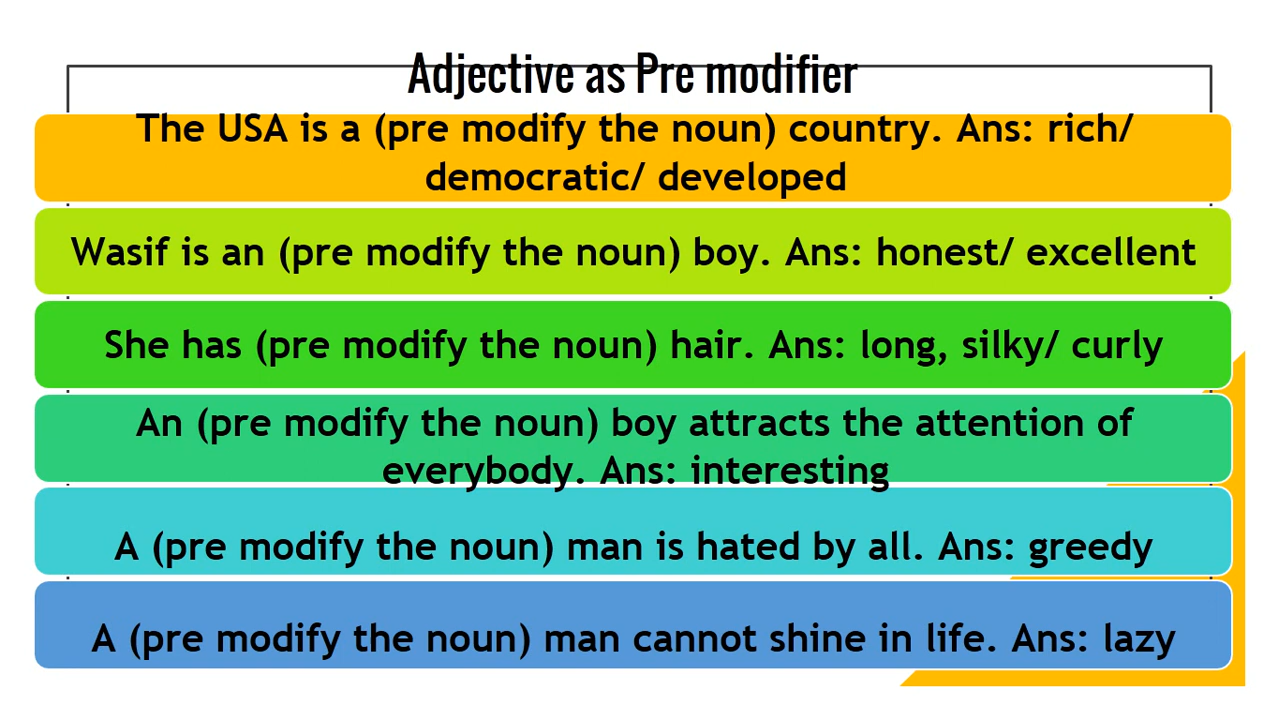 Adjective as Pre modifier
The USA is a (pre modify the noun) country. Ans: rich/
democratic/ developed
Wasif is an (pre modify the noun) boy. Ans: honest/ excellent
She has (pre modify the noun) hair. Ans: long, silky/ curly
An (pre modify the noun) boy attracts the attention of
everybody. Ans: interesting
A (pre modify the noun) man is hated by all. Ans: greedy
A (pre modify the noun) man cannot shine in life. Ans: lazy